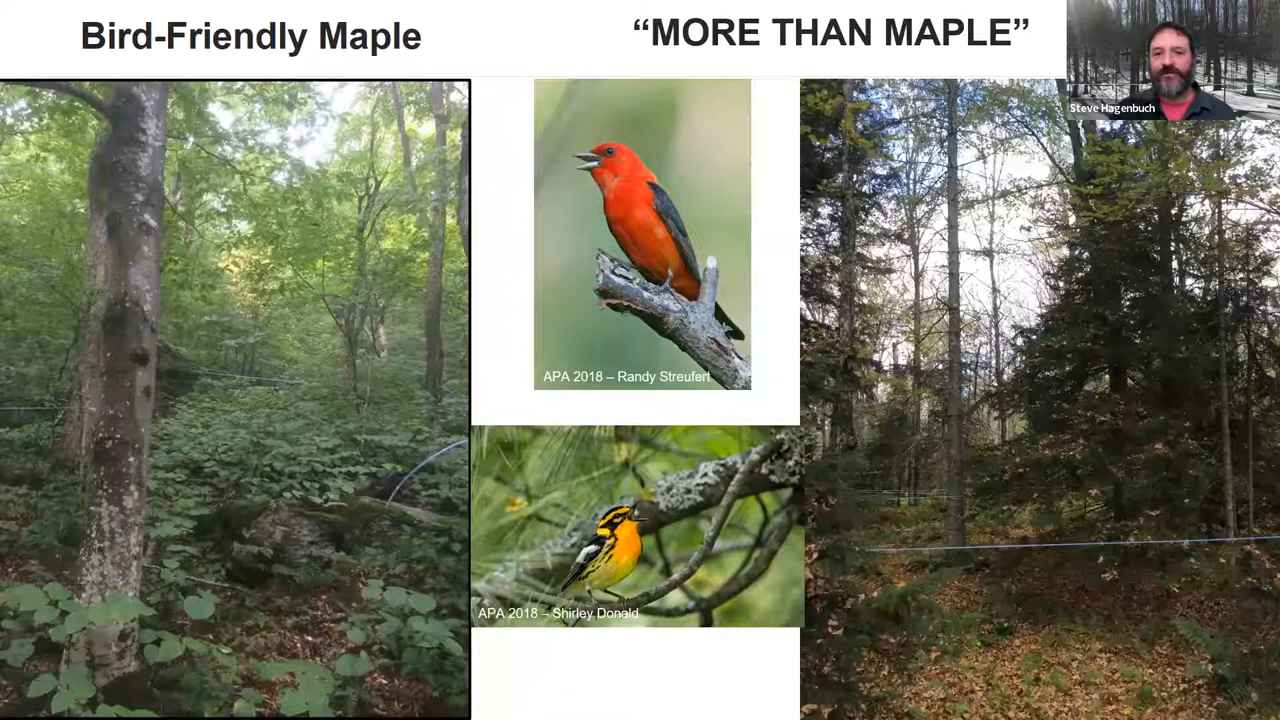 Bird-Friendly Maple
“MORE THAN MAPLE”
Steve Hagenbuch
APA 2018 – Randy Streufert
APA 2018 – Shirley Donald